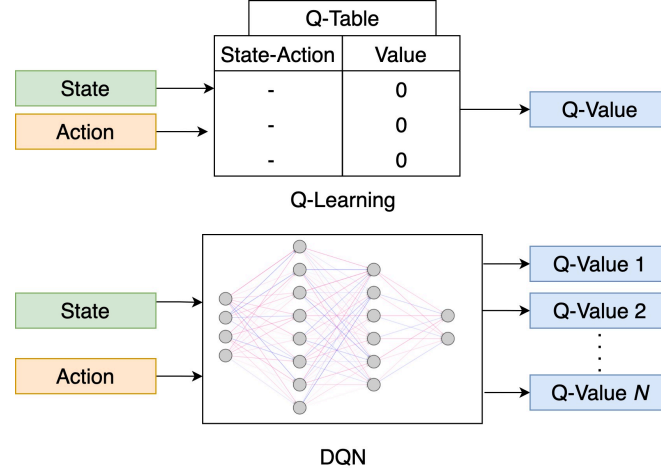 Q-Table
State-Action Value
State
- 0
Action
- 0
- 0
Q-Value
Q-Learning
State
Action
Q-Value 1
Q-Value 2
Q-Value N
DQN